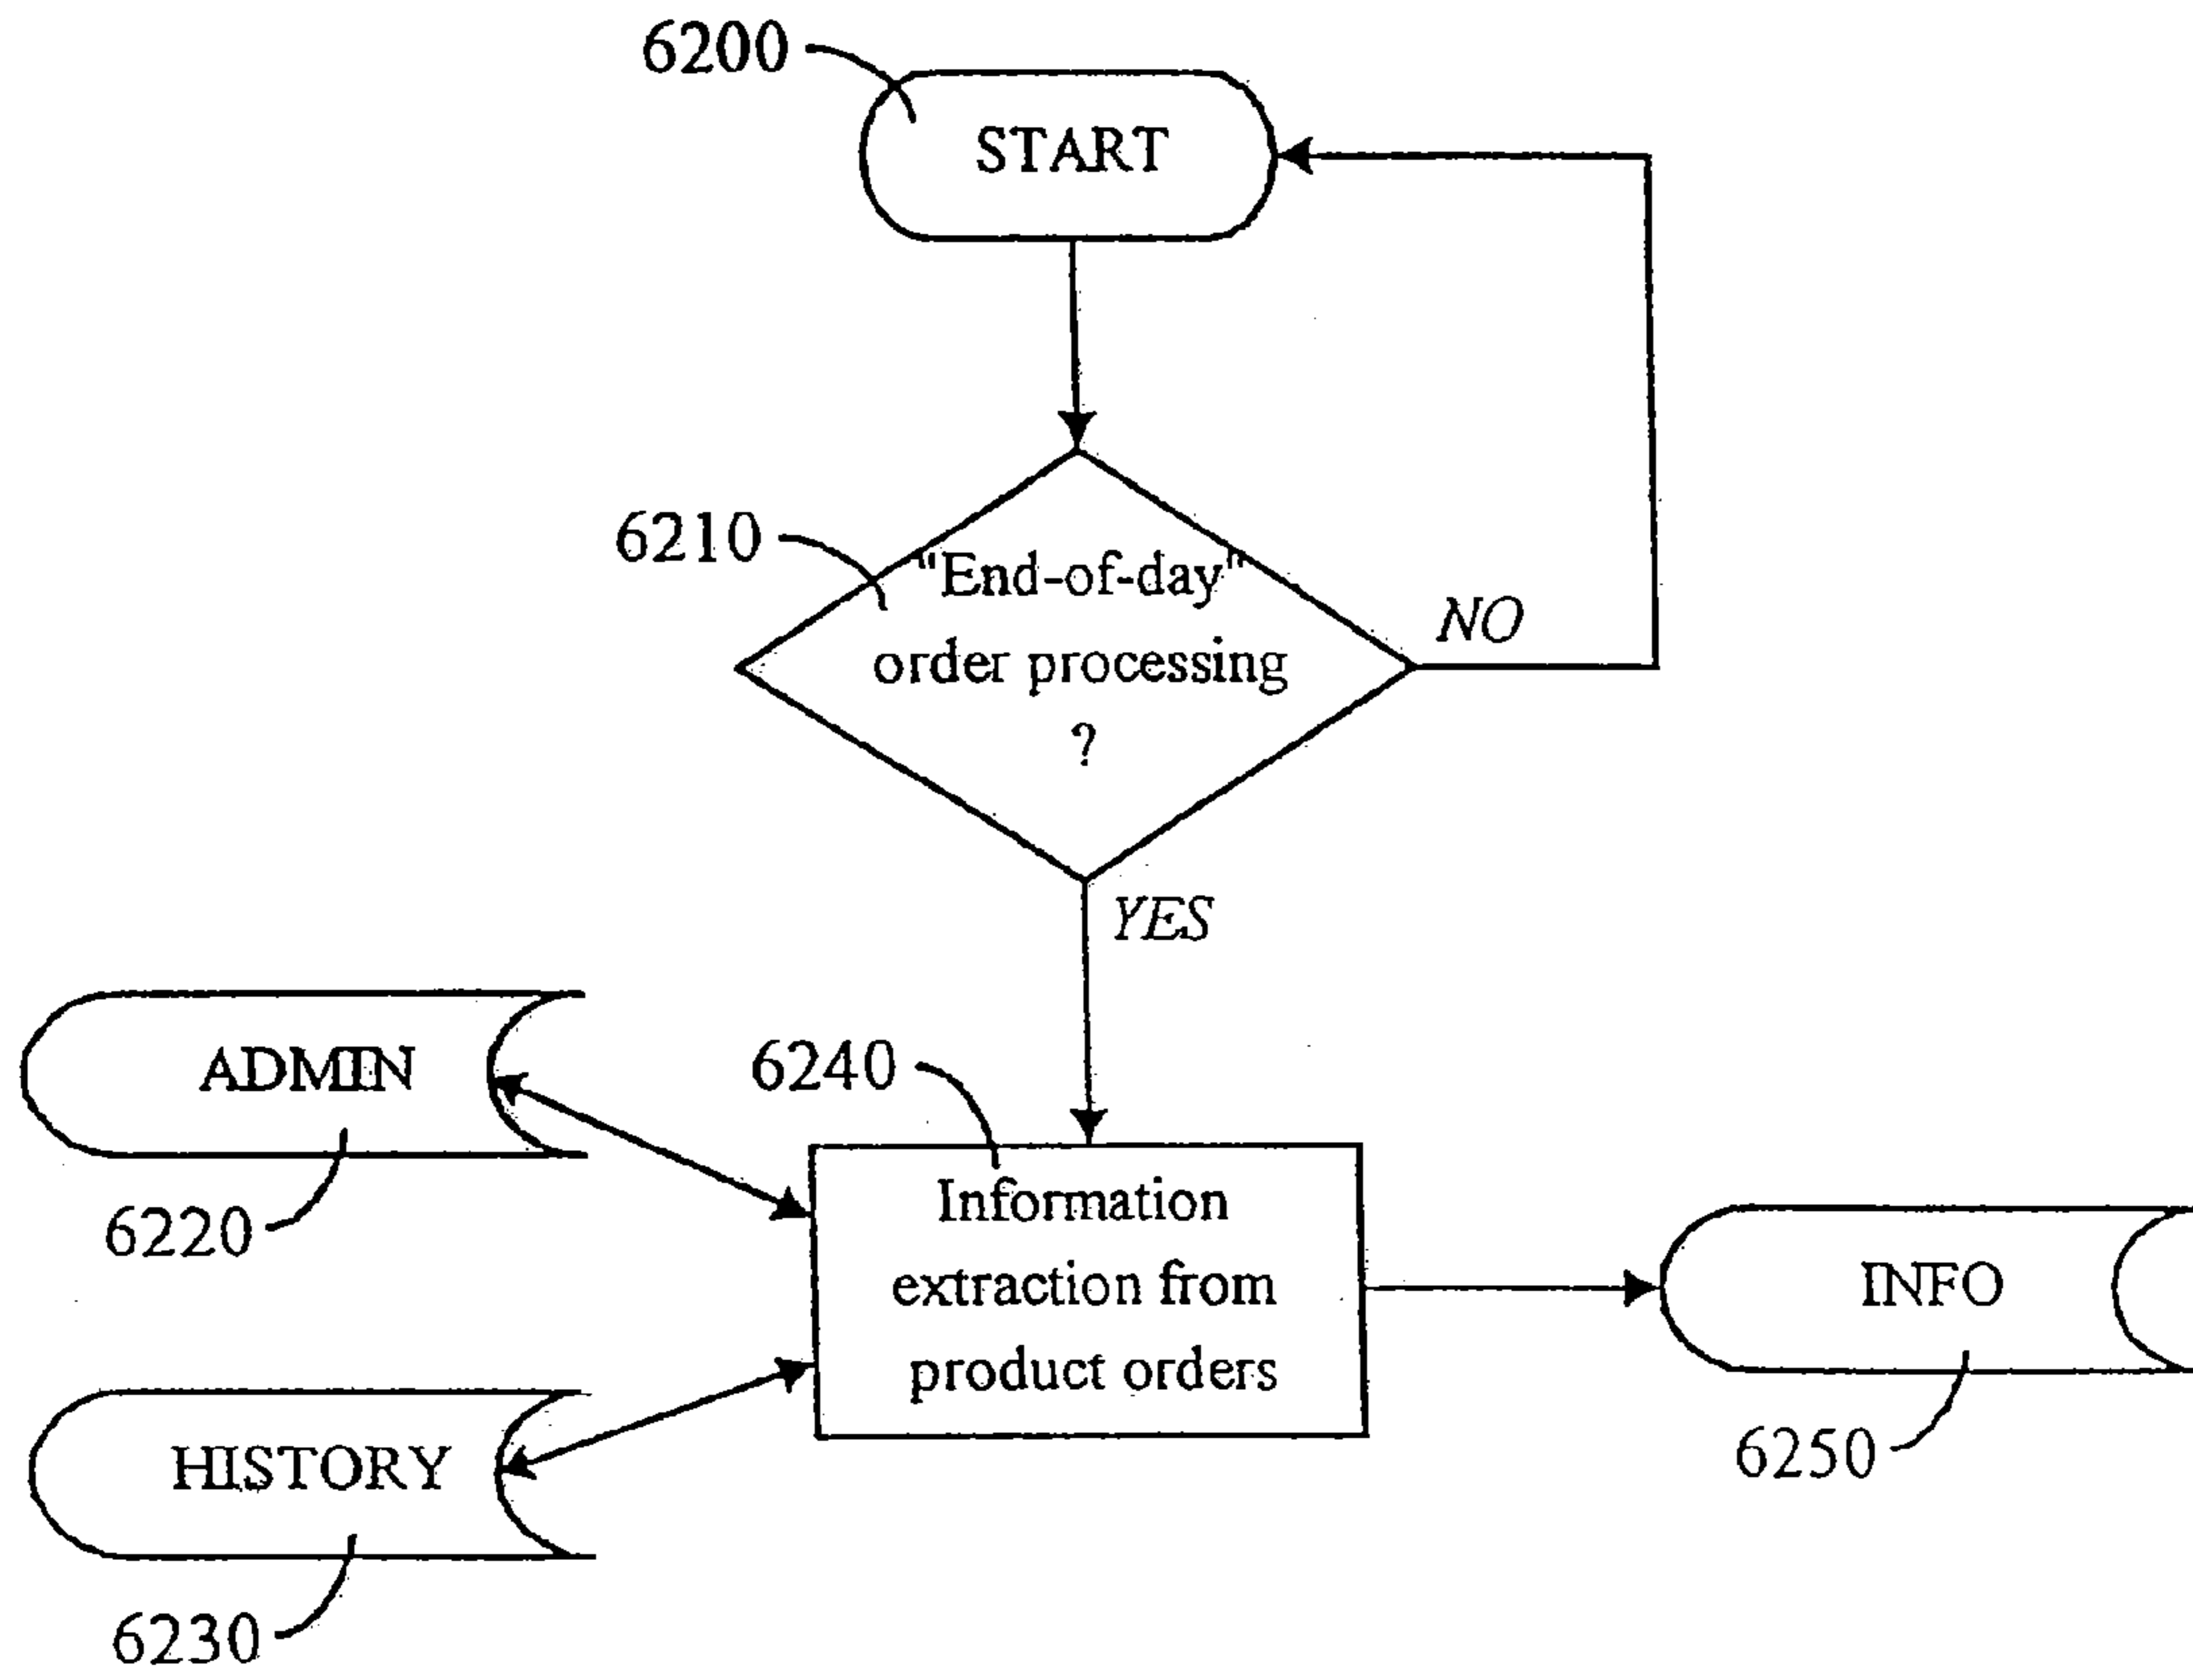 6200
START
6210
"End-of-day"
order processing
?
NO
YES
ADMIN
6220
6240
Information
extraction from
product orders
INFO
6250
HISTORY
6230